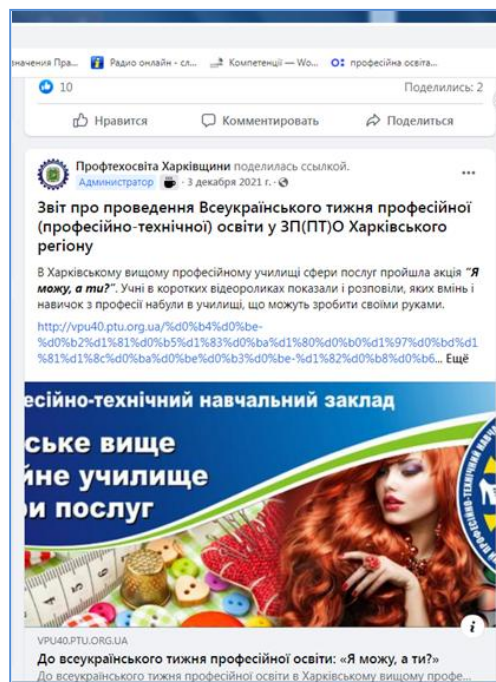 начения Пра... Радио онлайн - сл... Компетенції — Wo... професійна освіта...
10 Поделились: 2
Нравится Комментировать Поделиться
Профтехосвіта Харківщини поделилась ссылкой.
Администратор · 3 декабря 2021 г. ·
Звіт про проведення Всеукраїнського тижня професійної
(професійно-технічної) освіти у ЗП(ПТ)О Харківського
регіону
В Харківському вищому професійному училищі сфери послуг пройшла акція "Я
можу, а ти?". Учні в коротких відеороликах показали і розповіли, яких вмінь і
навичок з професії набули в училищі, що можуть зробити своїми руками.
http://vpu40.ptu.org.ua/%d0%b4%d0%be-
%d0%b2%d1%81%d0%b5%d1%83%d0%ba%d1%80%d0%b0%d1%97%d0%bd%d1
%81%d1%8c%d0%ba%d0%be%d0%b3%d0%be-%d1%82%d0%b8%d0%b6... Ещё
есійно-технічний навчальний заклад
ське вище
йне училище
ри послуг
VPU40.PTU.ORG.UA
До всеукраїнського тижня професійної освіти: «Я можу, а ти?»
До всеукраїнського тижня професійної освіти в Харківському вищому профе...